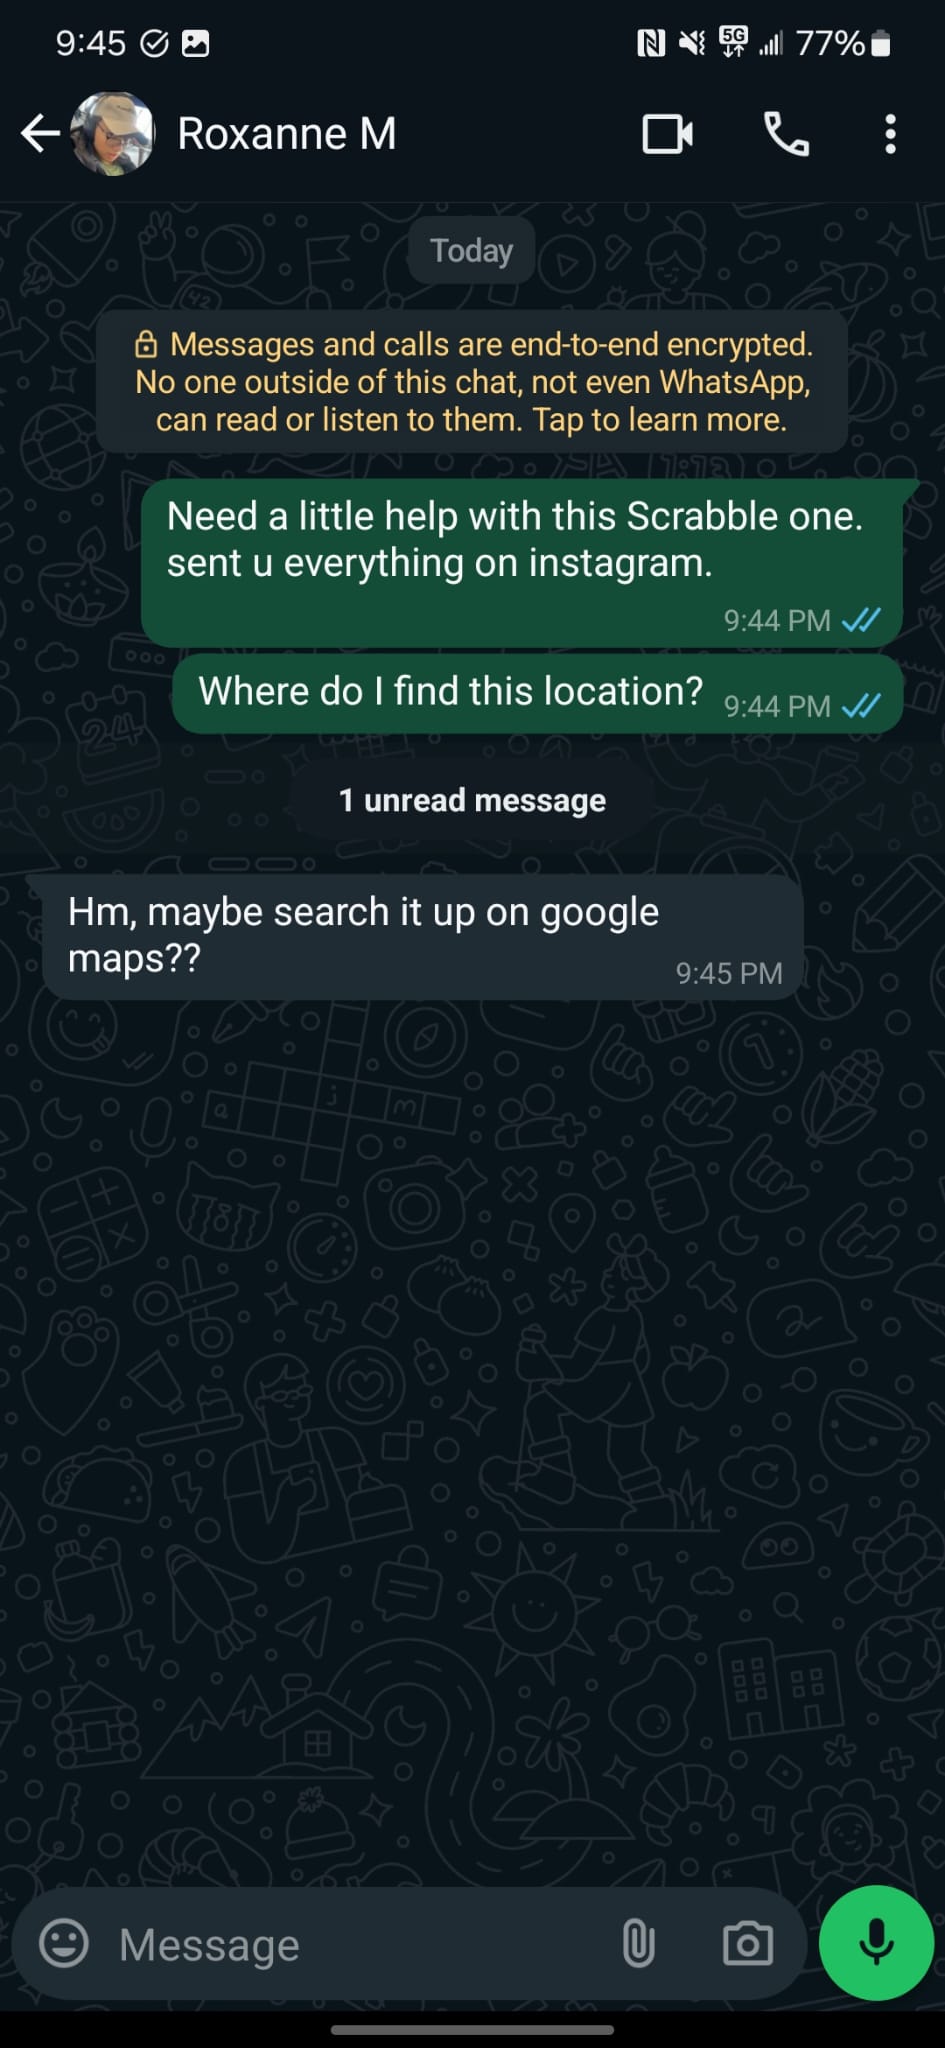 9:45
5G
77%
Roxanne M
Today
Messages and calls are end-to-end encrypted.
No one outside of this chat, not even WhatsApp,
can read or listen to them. Tap to learn more.
Need a little help with this Scrabble one.
sent u everything on instagram.
9:44 PM
Where do I find this location?
9:44 PM
1 unread message
Hm, maybe search it up on google
maps??
9:45 PM
Message